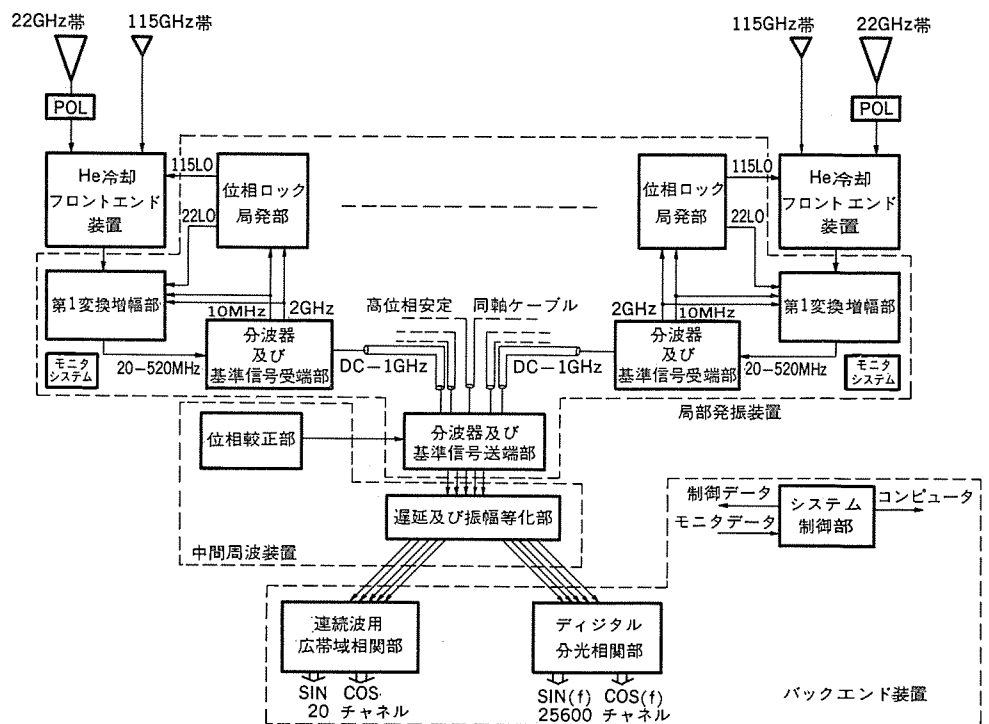 22GHz帯
115GHz帯
115GHz帯
22GHz帯
POL
POL
He冷却
フロントエンド
装置
115LO
位相ロック
局発部
22LO
位相ロック
局発部
115LO
22LO
He冷却
フロントエンド
装置
第1変換増幅部
10MHz
2GHz
高位相安定
同軸ケーブル
2GHz
10MHz
第1変換増幅部
モニタ
システム
20-520MHz
分波器
及び
基準信号受端部
DC-1GHz
DC-1GHz
分波器
及び
基準信号受端部
20-520MHz
モニタ
システム
局部発振装置
位相較正部
分波器及び
基準信号送端部
遅延及び振幅等化部
中間周波装置
制御データ
モニタデータ
システム
制御部
コンピュータ
連続波用
広帯域相関部
ディジタル
分光相関部
SIN COS
20 チャネル
SIN(f) COS(f)
25600 チャネル
バックエンド装置